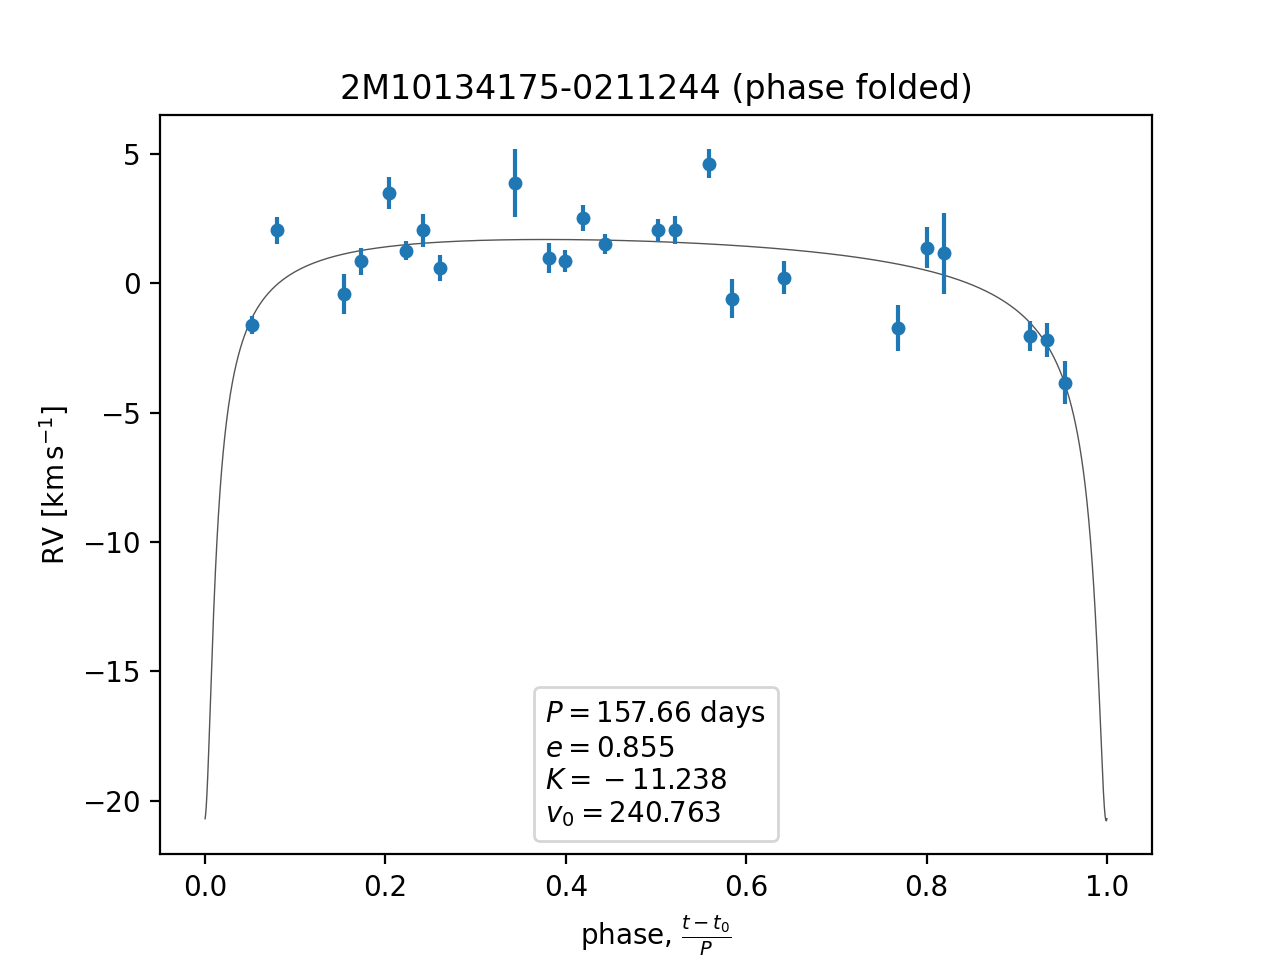 2M10134175-0211244 (phase folded)
5
0
−5
−10
−15
−20
RV [km s⁻¹]
P = 157.66 days
e = 0.855
K = −11.238
v₀ = 240.763
0.0 0.2 0.4 0.6 0.8 1.0
phase, (t − t₀)/P